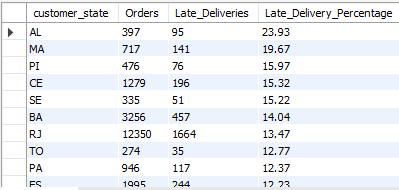 customer_state Orders Late_Deliveries Late_Delivery_Percentage
AL 397 95 23.93
MA 717 141 19.67
PI 476 76 15.97
CE 1279 196 15.32
SE 335 51 15.22
BA 3256 457 14.04
RJ 12350 1664 13.47
TO 274 35 12.77
PA 946 117 12.37
ES 1995 244 12.23